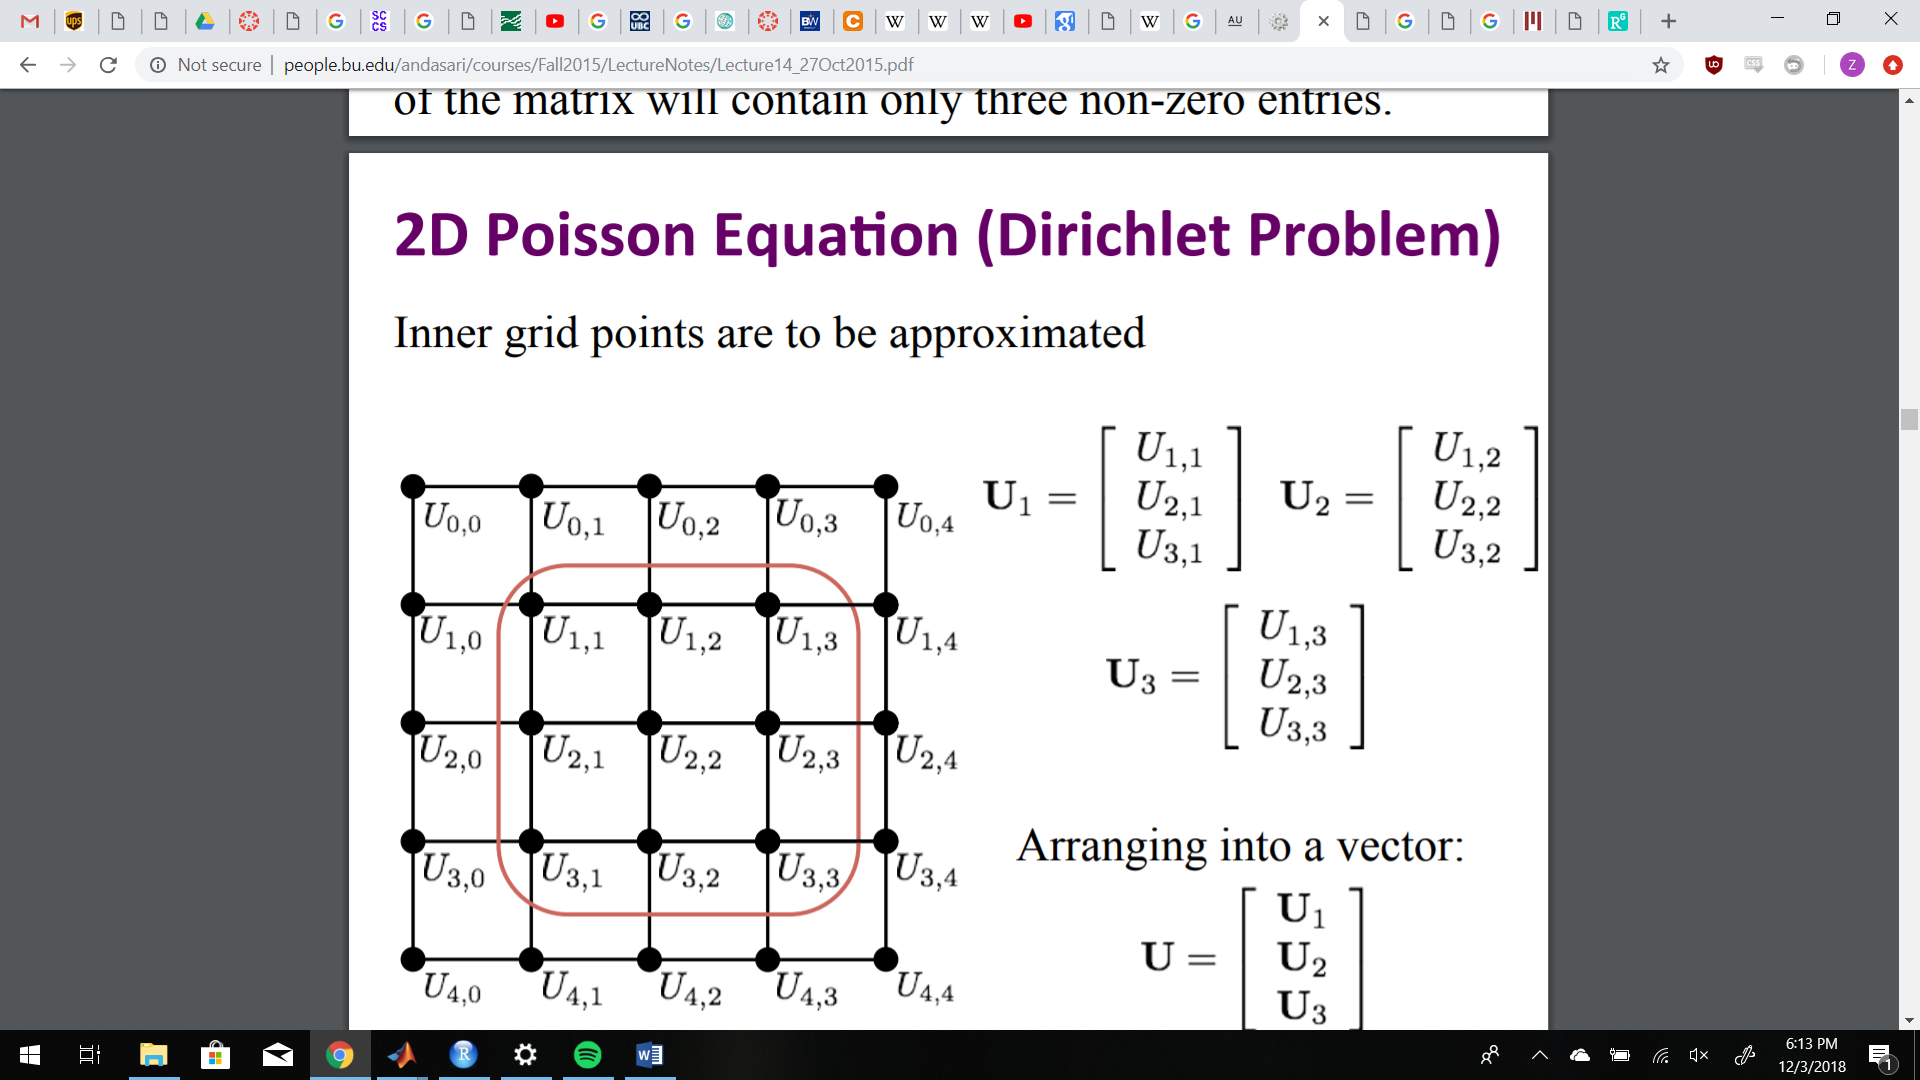 Not secure | people.bu.edu/andasari/courses/Fall2015/LectureNotes/Lecture14_27Oct2015.pdf
of the matrix will contain only three non-zero entries.
2D Poisson Equation (Dirichlet Problem)
Inner grid points are to be approximated
U0,0 U0,1 U0,2 U0,3 U0,4
U1,0 U1,1 U1,2 U1,3 U1,4
U2,0 U2,1 U2,2 U2,3 U2,4
U3,0 U3,1 U3,2 U3,3 U3,4
U4,0 U4,1 U4,2 U4,3 U4,4
U1 = [ U1,1 U2,1 U3,1 ] U2 = [ U1,2 U2,2 U3,2 ]
U3 = [ U1,3 U2,3 U3,3 ]
Arranging into a vector:
U = [ U1 U2 U3 ]
6:13 PM
12/3/2018